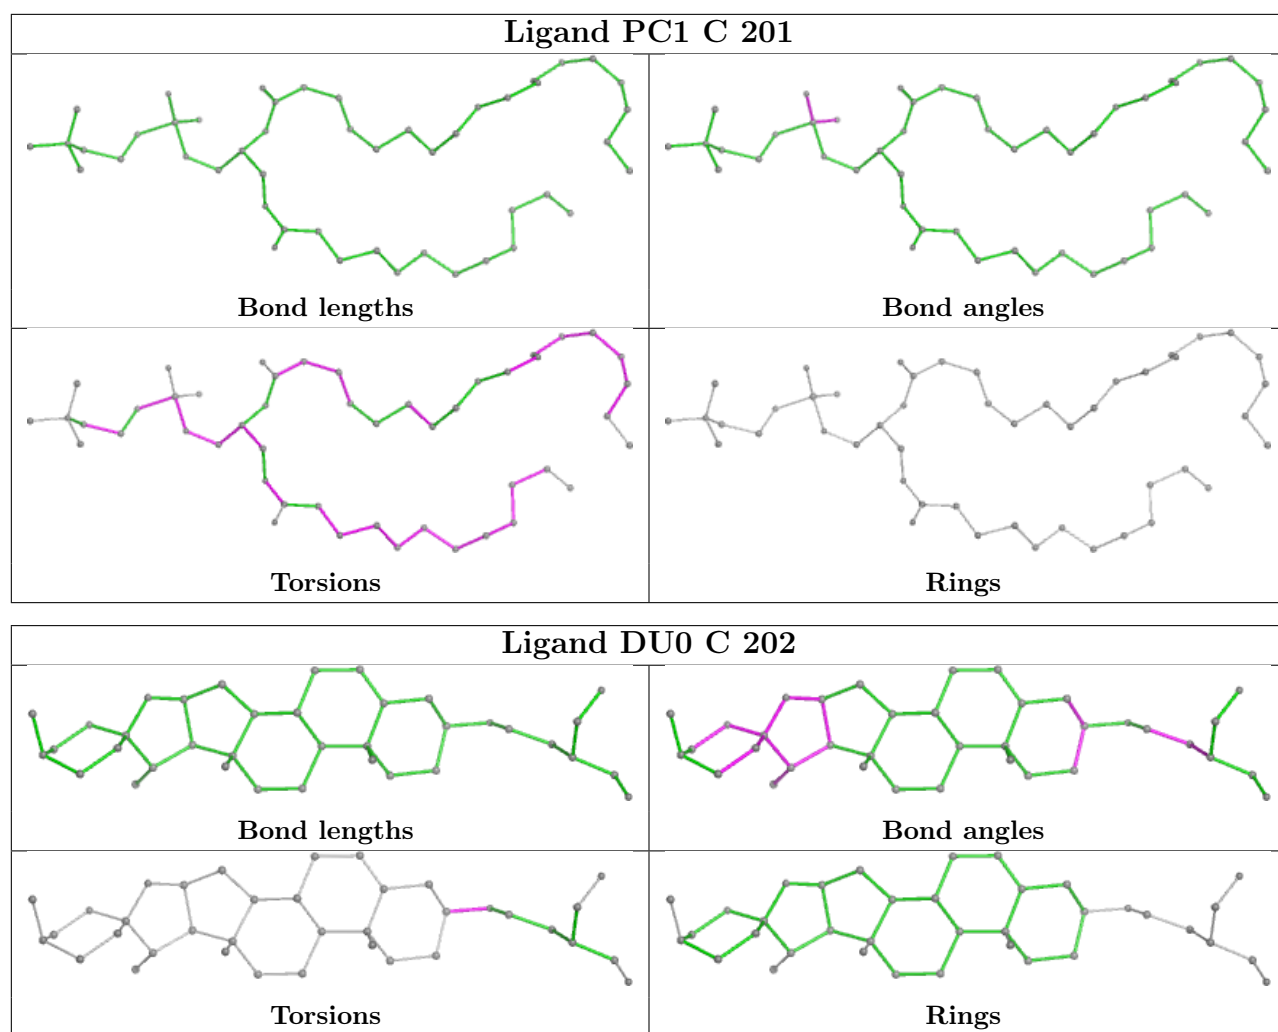 Ligand PC1 C 201
Bond lengths
Bond angles
Torsions
Rings
Ligand DU0 C 202
Bond lengths
Bond angles
Torsions
Rings